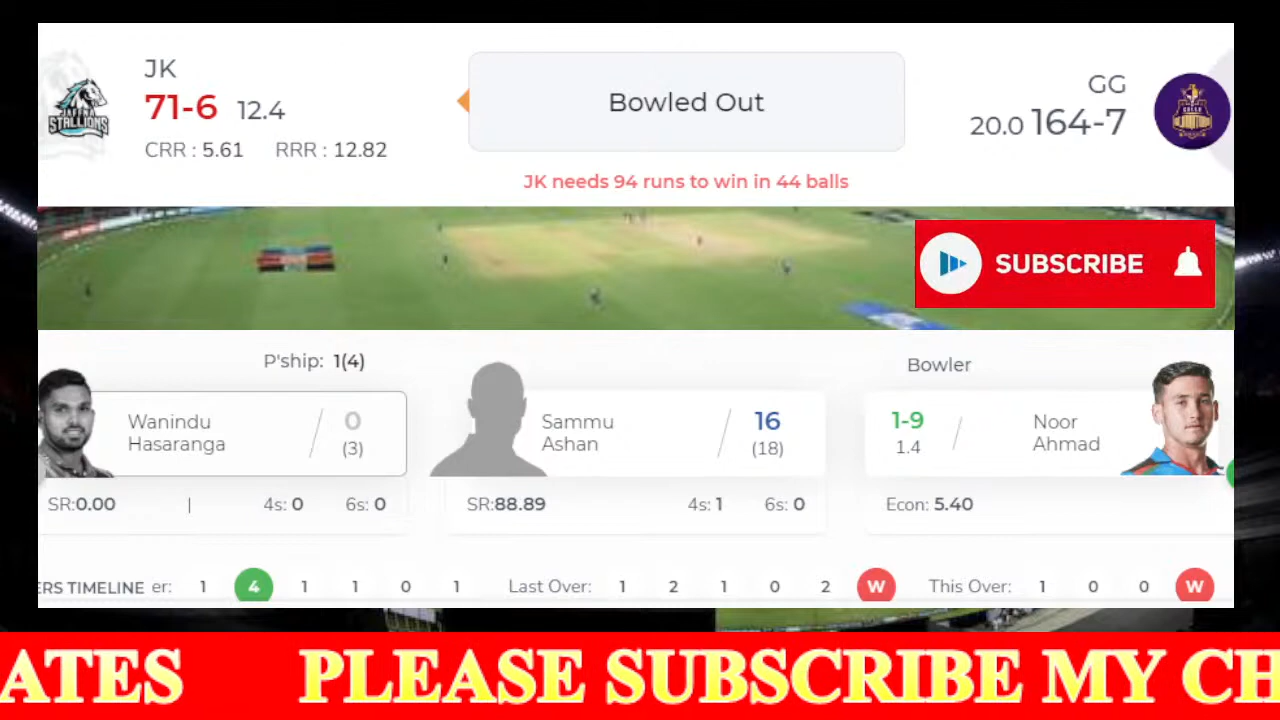 JK
71-6 12.4
CRR : 5.61 RRR : 12.82
Bowled Out
JK needs 94 runs to win in 44 balls
GG
20.0 164-7
JAFFNA
STALLIONS
GALLE
GLADIATORS
SUBSCRIBE
P'ship: 1(4)
Wanindu
Hasaranga
0
(3)
SR:0.00 | 4s: 0 6s: 0
Sammu
Ashan
16
(18)
SR:88.89 4s: 1 6s: 0
Bowler
1-9
1.4
Noor
Ahmad
Econ: 5.40
ERS TIMELINE er: 1 4 1 1 0 1 Last Over: 1 2 1 0 2 W This Over: 1 0 0 W
ATES PLEASE SUBSCRIBE MY CH